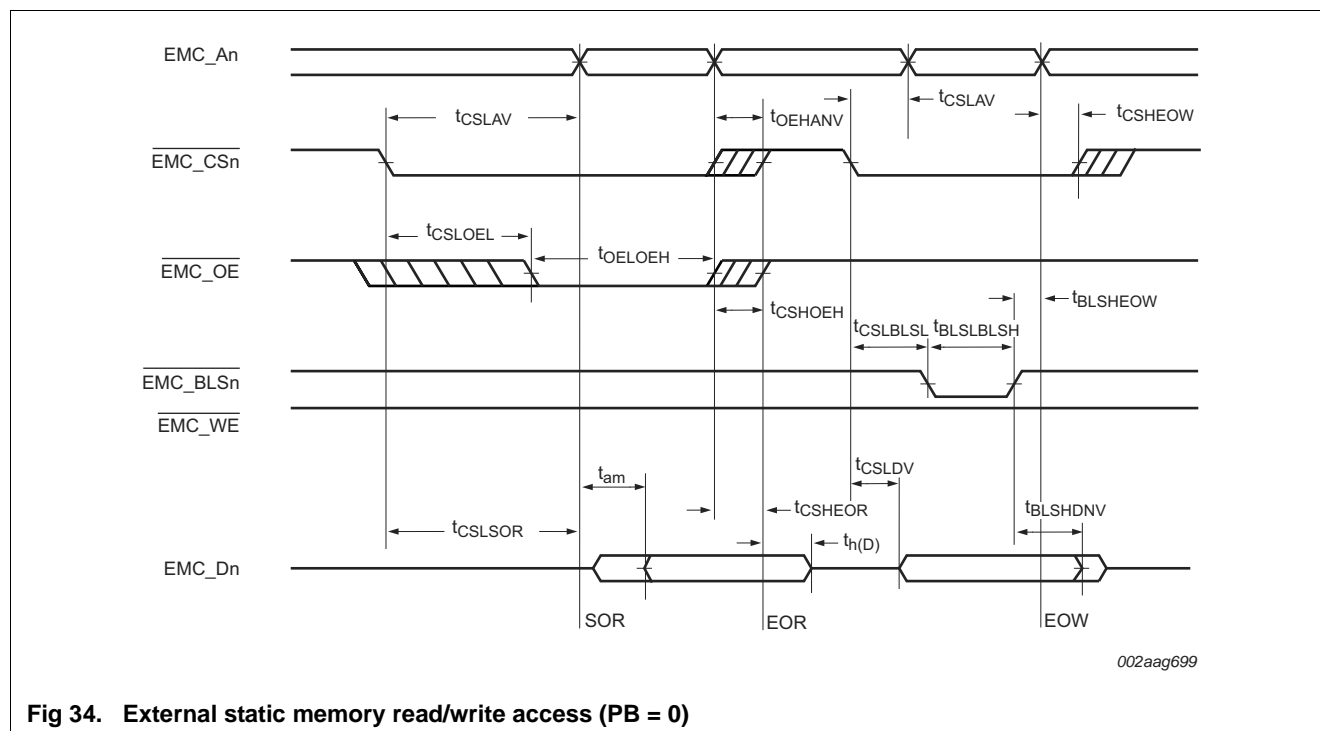 EMC_An
tCSLAV
tOEHANV
tCSLAV
tCSHEOW
EMC_CSn
tCSLOEL
tOELOEH
EMC_OE
tCSHOEH
tBLSHEOW
tCSLBLSL
tBLSLBLSH
EMC_BLSn
EMC_WE
tam
tCSLDV
tCSLSOR
tCSHEOR
tBLSHDNV
th(D)
EMC_Dn
SOR
EOR
EOW
002aag699
Fig 34. External static memory read/write access (PB = 0)